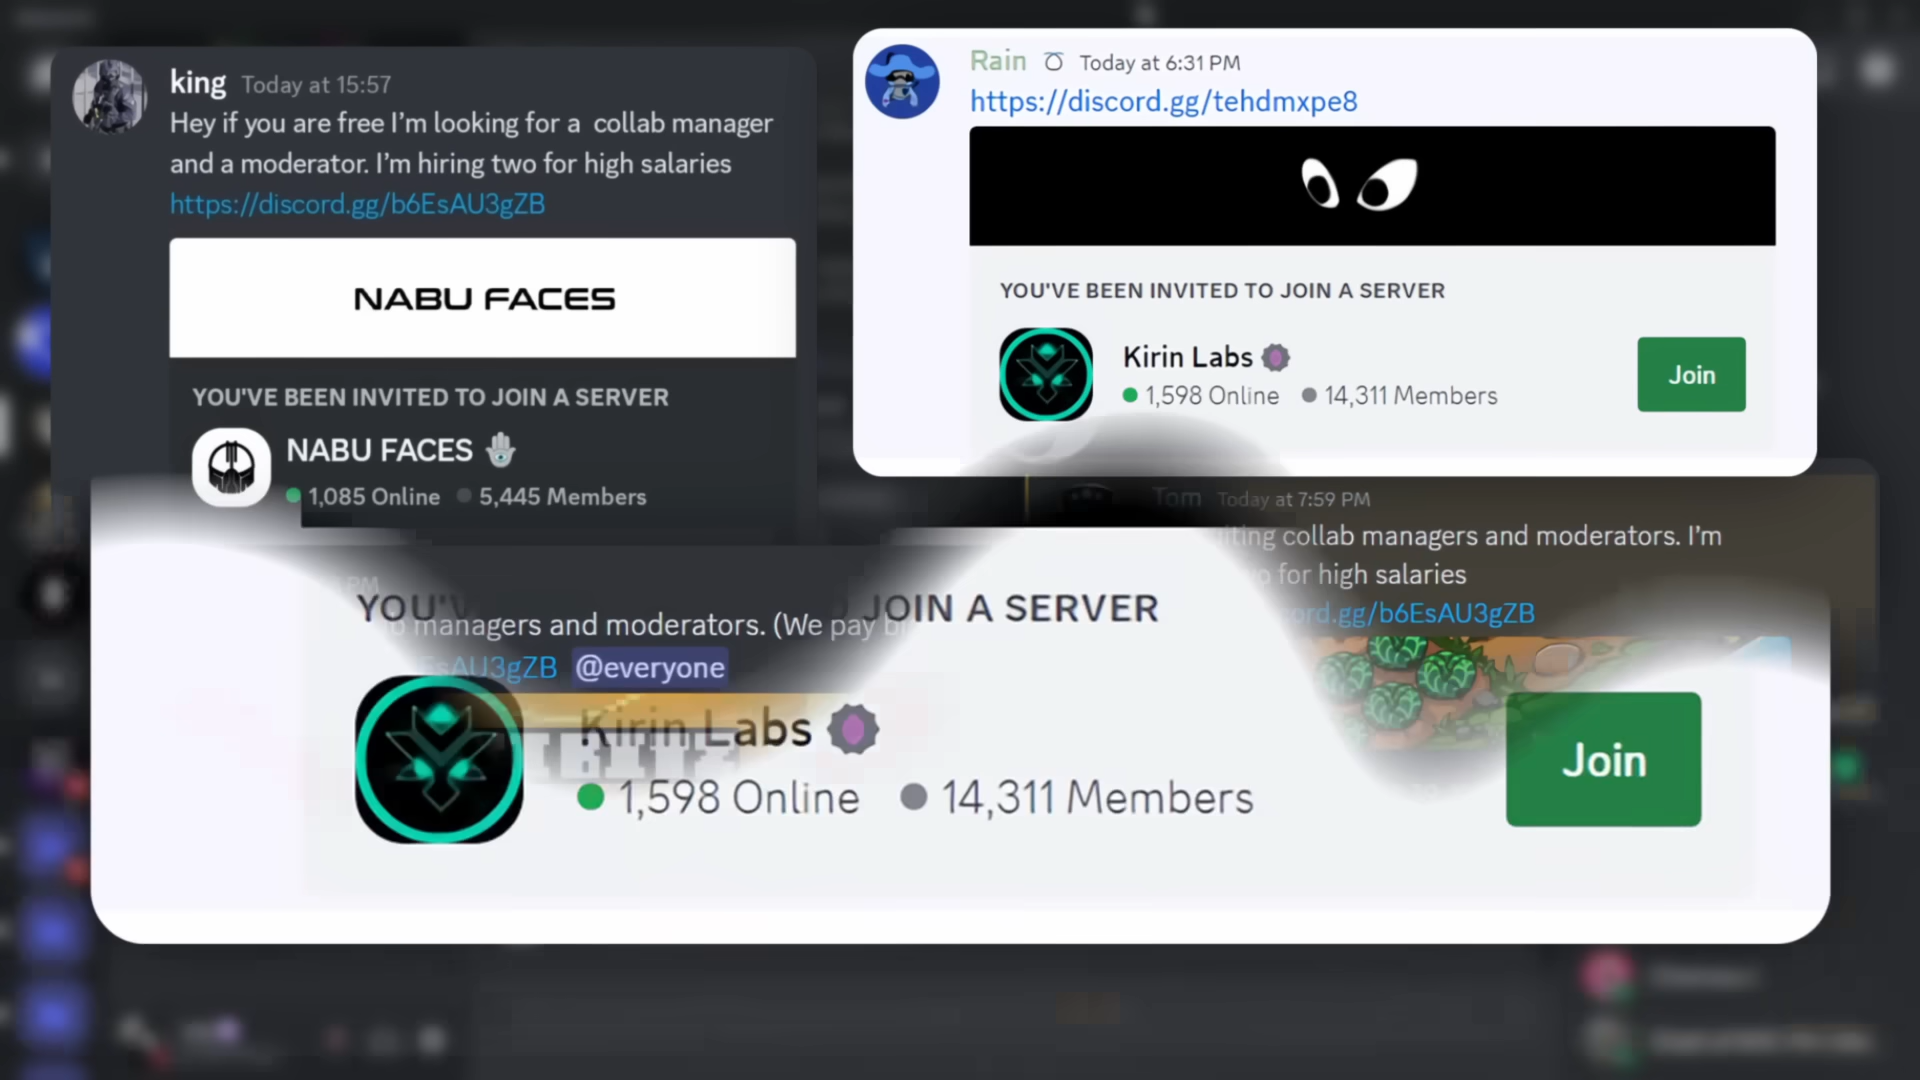 king Today at 15:57
Hey if you are free I'm looking for a collab manager
and a moderator. I'm hiring two for high salaries
https://discord.gg/b6EsAU3gZB
NABU FACES
YOU'VE BEEN INVITED TO JOIN A SERVER
NABU FACES
1,085 Online 5,445 Members
Rain Today at 6:31 PM
https://discord.gg/tehdmxpe8
YOU'VE BEEN INVITED TO JOIN A SERVER
Kirin Labs
1,598 Online 14,311 Members
Join
Tom Today at 7:59 PM
collab managers and moderators. I'm
for high salaries
cord.gg/b6EsAU3gZB
PM
YOU'V JOIN A SERVER
managers and moderators. (We pay
EsAU3gZB @everyone
Kirin Labs
1,598 Online 14,311 Members
Join